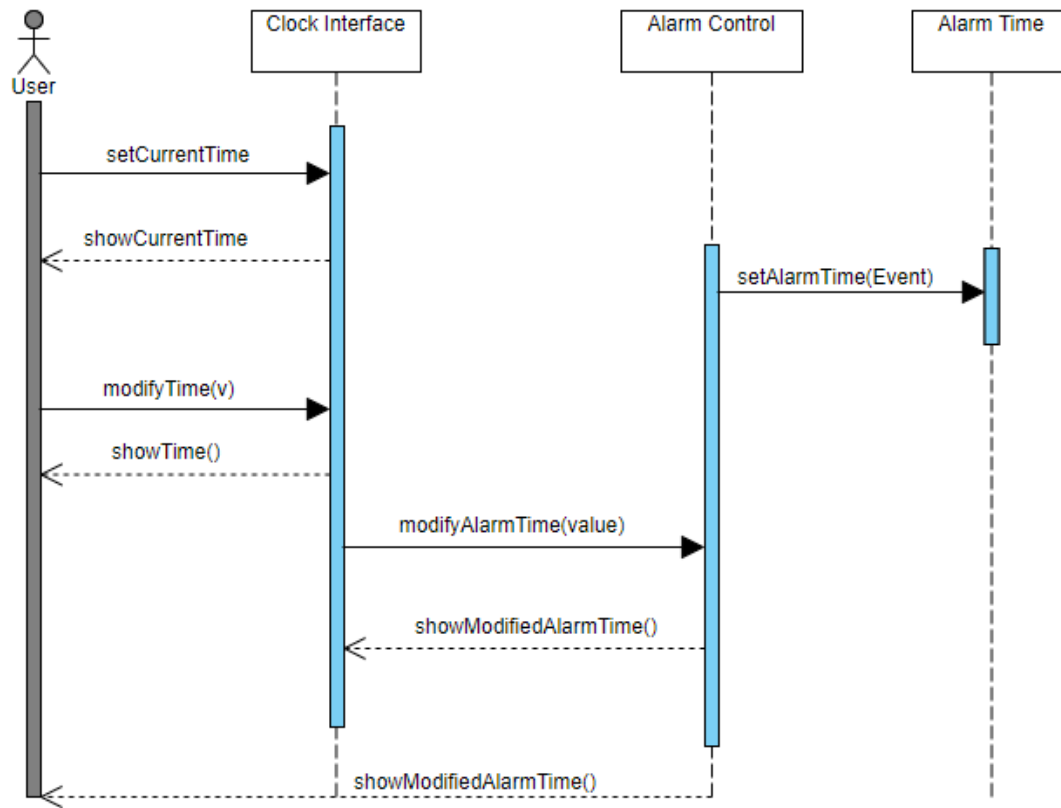 Clock Interface
Alarm Control
Alarm Time
User
setCurrentTime
showCurrentTime
setAlarmTime(Event)
modifyTime(v)
showTime()
modifyAlarmTime(value)
showModifiedAlarmTime()
showModifiedAlarmTime()